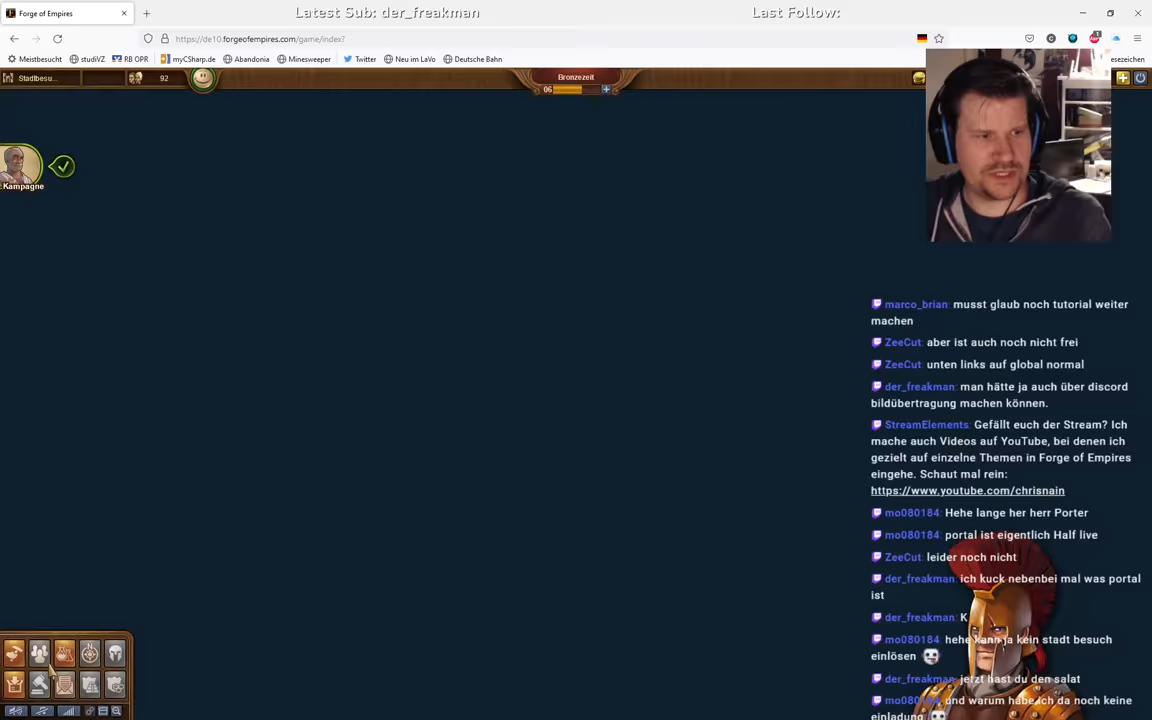 Forge of Empires
Latest Sub: der_freakman
Last Follow:
https://de10.forgeofempires.com/game/index?
Meistbesucht studiVZ RB OPR myCSharp.de Abandonia Minesweeper Twitter Neu im LaVo Deutsche Bahn
esezeichen
Stadtbesu... 92 Bronzezeit
06
Kampagne
marco_brian: musst glaub noch tutorial weiter
machen
ZeeCut: aber ist auch noch nicht frei
ZeeCut: unten links auf global normal
der_freakman: man hätte ja auch über discord
bildübertragung machen können.
StreamElements: Gefällt euch der Stream? Ich
mache auch Videos auf YouTube, bei denen ich
gezielt auf einzelne Themen in Forge of Empires
eingehe. Schaut mal rein:
https://www.youtube.com/chrisnain
mo080184: Hehe lange her herr Porter
mo080184: portal ist eigentlich Half live
ZeeCut: leider noch nicht
der_freakman: ich kuck nebenbei mal was portal
ist
der_freakman: K
mo080184: hehe kann ja kein stadt besuch
einlösen
der_freakman: jetzt hast du den salat
mo080184: und warum habe ich da noch keine
einladung